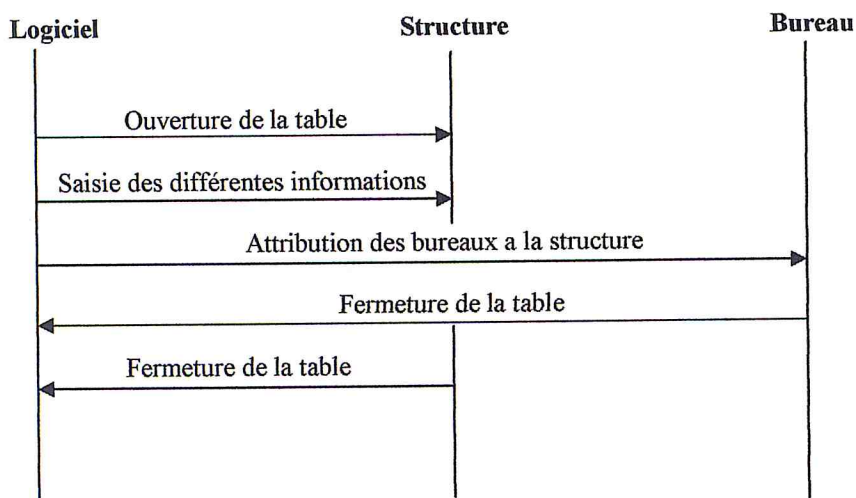 Logiciel Structure Bureau
Ouverture de la table
Saisie des différentes informations
Attribution des bureaux a la structure
Fermeture de la table
Fermeture de la table